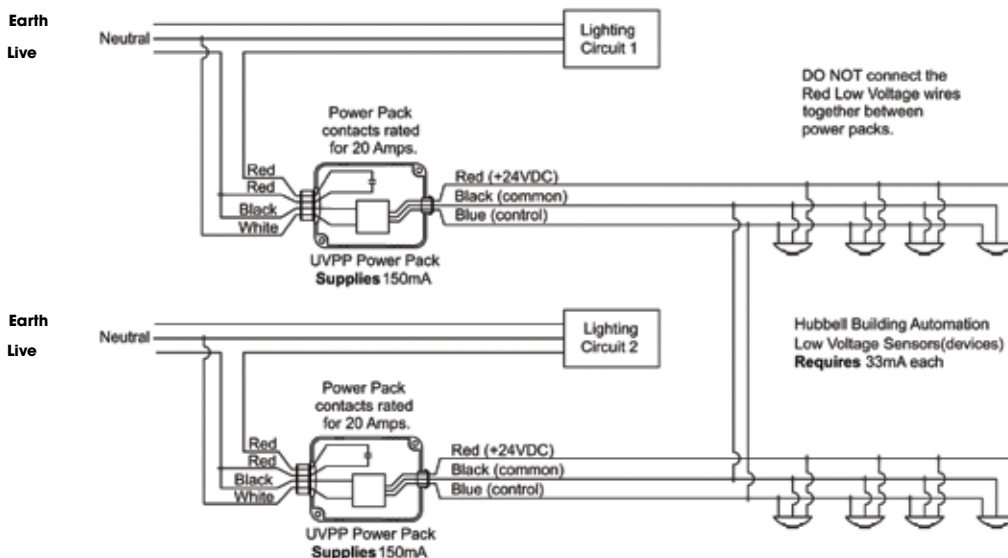 Earth
Neutral
Live
Lighting
Circuit 1
DO NOT connect the
Red Low Voltage wires
together between
power packs.
Power Pack
contacts rated
for 20 Amps.
Red
Red
Black
White
Red (+24VDC)
Black (common)
Blue (control)
UVPP Power Pack
Supplies 150mA
Earth
Neutral
Live
Lighting
Circuit 2
Hubbell Building Automation
Low Voltage Sensors(devices)
Requires 33mA each
Power Pack
contacts rated
for 20 Amps.
Red
Red
Black
White
Red (+24VDC)
Black (common)
Blue (control)
UVPP Power Pack
Supplies 150mA